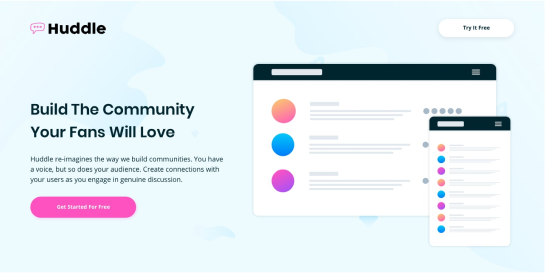 Huddle
Try It Free
Build The Community
Your Fans Will Love
Huddle re-imagines the way we build communities. You have
a voice, but so does your audience. Create connections with
your users as you engage in genuine discussion.
Get Started For Free